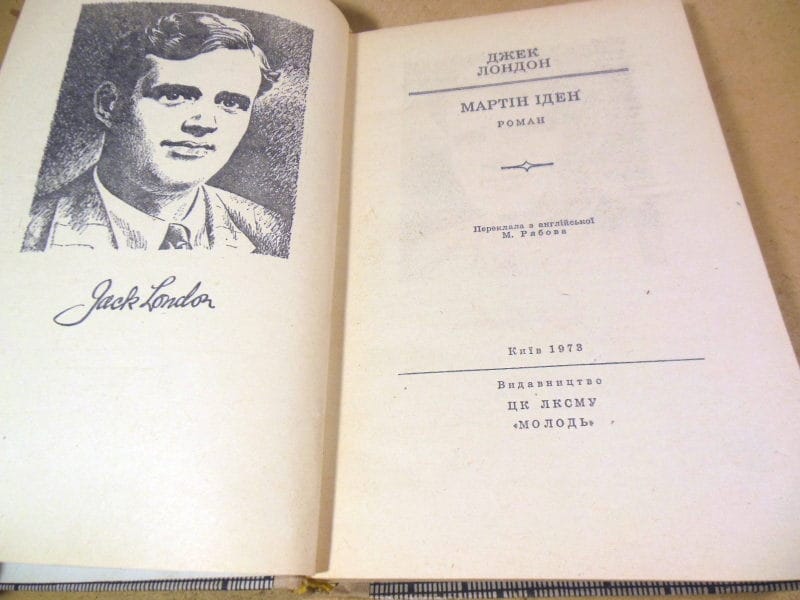 Jack London
ДЖЕК
ЛОНДОН
МАРТІН ІДЕН
РОМАН
Переклала з англійської
М. Рябова
Київ 1973
Видавництво
ЦК ЛКСМУ
«МОЛОДЬ»